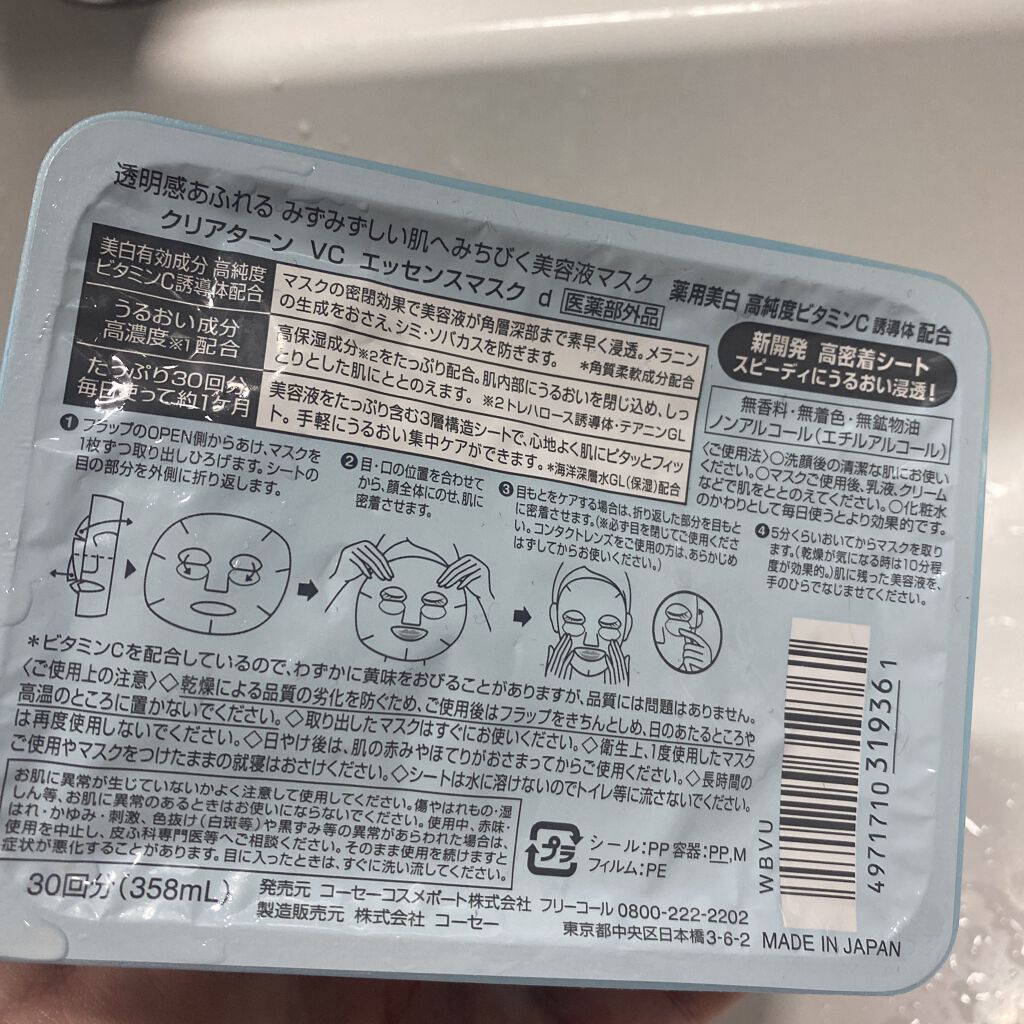 透明感あふれる みずみずしい肌へみちびく美容液マスク
クリアターン VC エッセンスマスク d 医薬部外品
薬用美白 高純度ビタミンC誘導体 配合
美白有効成分 高純度
ビタミンC誘導体配合
マスクの密閉効果で美容液が角層深部まで素早く浸透。メラニン
の生成をおさえ、シミ・ソバカスを防ぎます。 *角質柔軟成分配合
うるおい成分
高濃度※1配合
高保湿成分※2をたっぷり配合。肌内部にうるおいを閉じ込め、しっ
とりとした肌にととのえます。 ※2トレハロース誘導体・テアニンGL
たっぷり30回分
毎日使って約1ヶ月
美容液をたっぷり含む3層構造シートで、心地よく肌にピタッとフィッ
ト。手軽にうるおい集中ケアができます。*海洋深層水GL(保湿)配合
新開発 高密着シート
スピーディにうるおい浸透!
無香料・無着色・無鉱物油
ノンアルコール(エチルアルコール)
〈ご使用法〉○洗顔後の清潔な肌にお使い
ください。○マスクご使用後、乳液、クリーム
などで肌をととのえてください。○化粧水
のかわりとして毎日使うとより効果的です。
❶フラップのOPEN側からあけ、マスクを
1枚ずつ取り出しひろげます。シートの
目の部分を外側に折り返します。
❷目・口の位置を合わせて
から、顔全体にのせ、肌に
密着させます。
❸目もとをケアする場合は、折り返した部分を目もと
に密着させます。(※必ず目を閉じてご使用くださ
い。コンタクトレンズをご使用の方は、あらかじめ
はずしてからお使いください。)
❹5分くらいおいてからマスクを取り
ます。(乾燥が気になる時は10分程
度が効果的。)肌に残った美容液を、
手のひらでなじませてください。
*ビタミンCを配合しているので、わずかに黄味をおびることがありますが、品質には問題はありません。
〈ご使用上の注意〉◇乾燥による品質の劣化を防ぐため、ご使用後はフラップをきちんとしめ、日のあたるところや
高温のところに置かないでください。◇取り出したマスクはすぐにお使いください。◇衛生上、1度使用したマスク
は再度使用しないでください。◇日やけ後は、肌の赤みやほてりがおさまってからご使用ください。◇長時間の
ご使用やマスクをつけたままの就寝はおさけください。◇シートは水に溶けないのでトイレ等に流さないでください。
お肌に異常が生じていないかよく注意して使用してください。傷やはれもの・湿
しん等、お肌に異常のあるときはお使いにならないでください。使用中、赤味・
はれ・かゆみ・刺激、色抜け(白斑等)や黒ずみ等の異常があらわれた場合は、
使用を中止し、皮ふ科専門医等へご相談ください。そのまま使用を続けますと
症状が悪化することがあります。目に入ったときは、すぐに洗い流してください。
プラ
シール:PP 容器:PP,M
フィルム:PE
WBVU
4971710319361
30回分(358mL)
発売元 コーセーコスメポート株式会社 フリーコール 0800-222-2202
製造販売元 株式会社 コーセー 東京都中央区日本橋3-6-2 MADE IN JAPAN